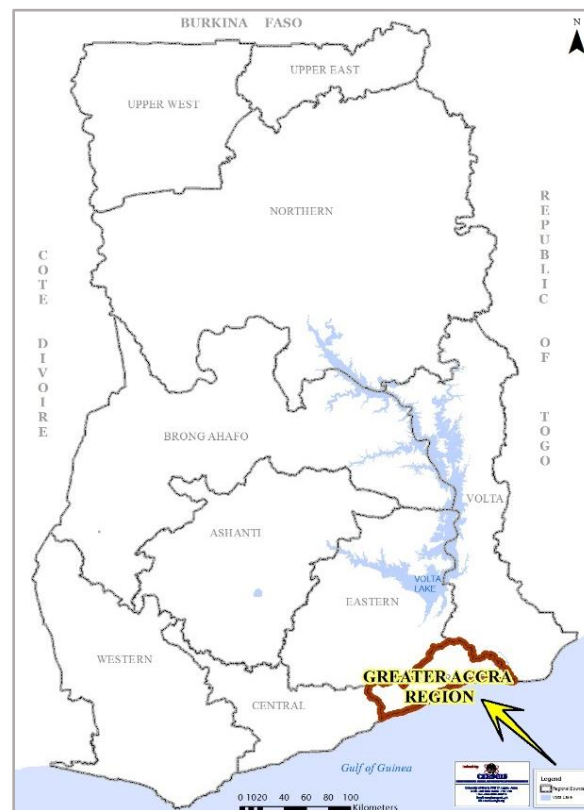 BURKINA FASO
N
UPPER EAST
UPPER WEST
NORTHERN
COTE DIVOIRE
REPUBLIC OF TOGO
BRONG AHAFO
VOLTA
ASHANTI
VOLTA
LAKE
EASTERN
WESTERN
GREATER ACCRA
REGION
CENTRAL
Gulf of Guinea
0 10 20 40 60 80 100
Kilometers
Legend